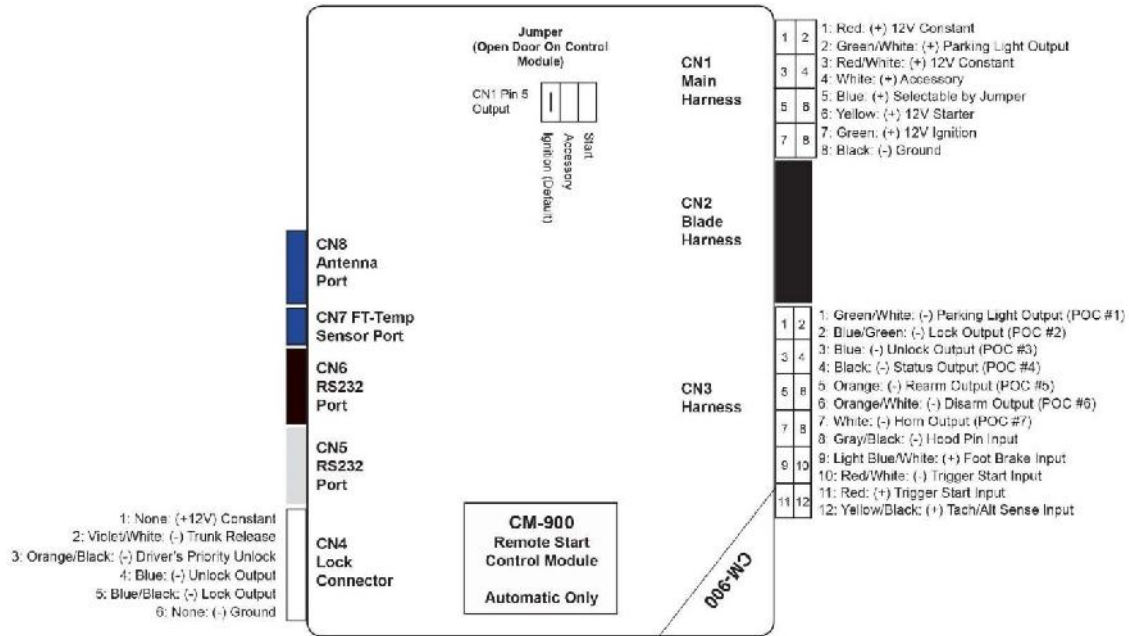 Jumper
(Open Door On Control
Module)
CN1 Pin 5
Output
Ignition (Default)
Accessory
Start
CN1
Main
Harness
1 2
3 4
5 6
7 8
1: Red: (+) 12V Constant
2: Green/White: (+) Parking Light Output
3: Red/White: (+) 12V Constant
4: White: (+) Accessory
5: Blue: (+) Selectable by Jumper
6: Yellow: (+) 12V Starter
7: Green: (+) 12V Ignition
8: Black: (-) Ground
CN2
Blade
Harness
CN8
Antenna
Port
CN7 FT-Temp
Sensor Port
CN6
RS232
Port
CN5
RS232
Port
CN3
Harness
1 2
3 4
5 6
7 8
9 10
11 12
1: Green/White: (-) Parking Light Output (POC #1)
2: Blue/Green: (-) Lock Output (POC #2)
3: Blue: (-) Unlock Output (POC #3)
4: Black: (-) Status Output (POC #4)
5: Orange: (-) Rearm Output (POC #5)
6: Orange/White: (-) Disarm Output (POC #6)
7: White: (-) Horn Output (POC #7)
8: Gray/Black: (-) Hood Pin Input
9: Light Blue/White: (+) Foot Brake Input
10: Red/White: (-) Trigger Start Input
11: Red: (+) Trigger Start Input
12: Yellow/Black: (+) Tach/Alt Sense Input
1: None: (+12V) Constant
2: Violet/White: (-) Trunk Release
3: Orange/Black: (-) Driver's Priority Unlock
4: Blue: (-) Unlock Output
5: Blue/Black: (-) Lock Output
6: None: (-) Ground
CN4
Lock
Connector
CM-900
Remote Start
Control Module
Automatic Only
CM-900